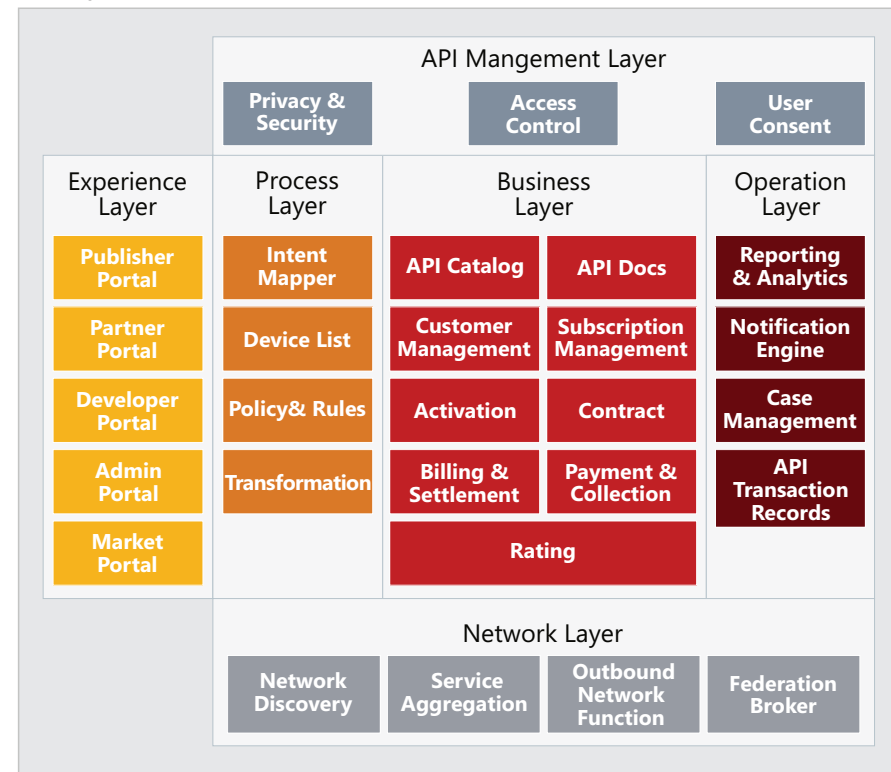 API Mangement Layer
Privacy &
Security
Access
Control
User
Consent
Experience
Layer
Publisher
Portal
Partner
Portal
Developer
Portal
Admin
Portal
Market
Portal
Process
Layer
Intent
Mapper
Device List
Policy& Rules
Transformation
Business
Layer
API Catalog
API Docs
Customer
Management
Subscription
Management
Activation
Contract
Billing &
Settlement
Payment &
Collection
Rating
Operation
Layer
Reporting
& Analytics
Notification
Engine
Case
Management
API
Transaction
Records
Network Layer
Network
Discovery
Service
Aggregation
Outbound
Network
Function
Federation
Broker